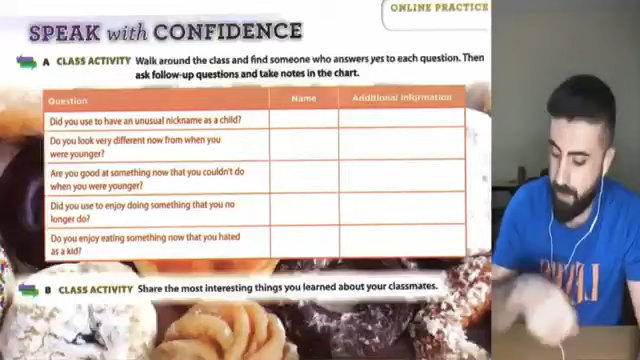 ONLINE PRACTICE
SPEAK with CONFIDENCE
A CLASS ACTIVITY Walk around the class and find someone who answers yes to each question. Then
ask follow-up questions and take notes in the chart.
Question Name Additional information
Did you use to have an unusual nickname as a child?
Do you look very different now from when you
were younger?
Are you good at something now that you couldn't do
when you were younger?
Did you use to enjoy doing something that you no
longer do?
Do you enjoy eating something now that you hated
as a kid?
B CLASS ACTIVITY Share the most interesting things you learned about your classmates.